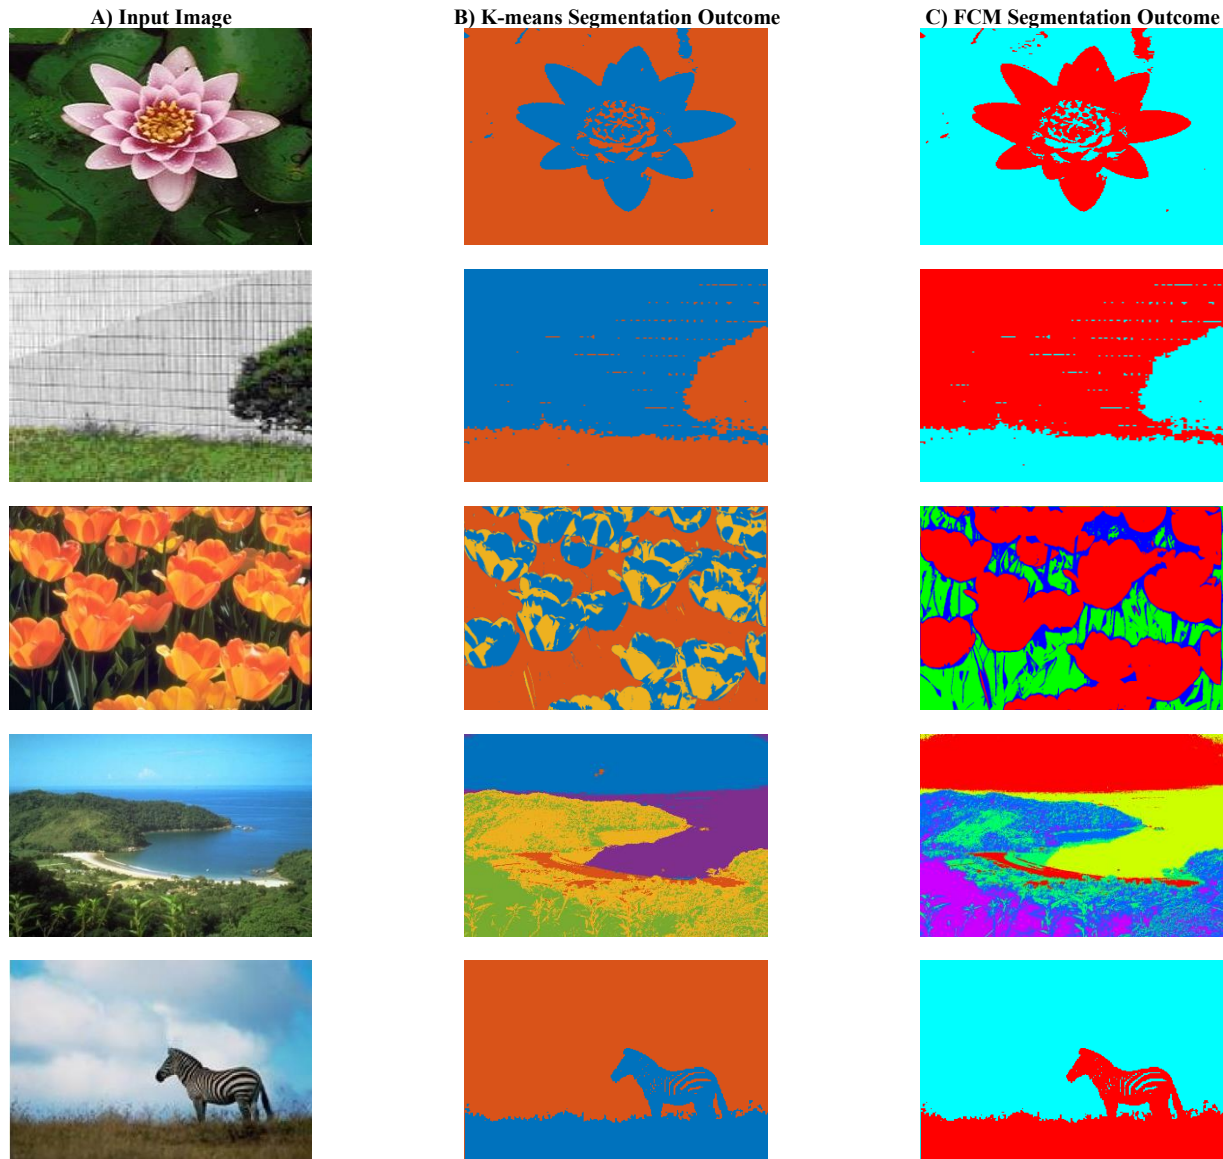 A) Input Image
B) K-means Segmentation Outcome
C) FCM Segmentation Outcome